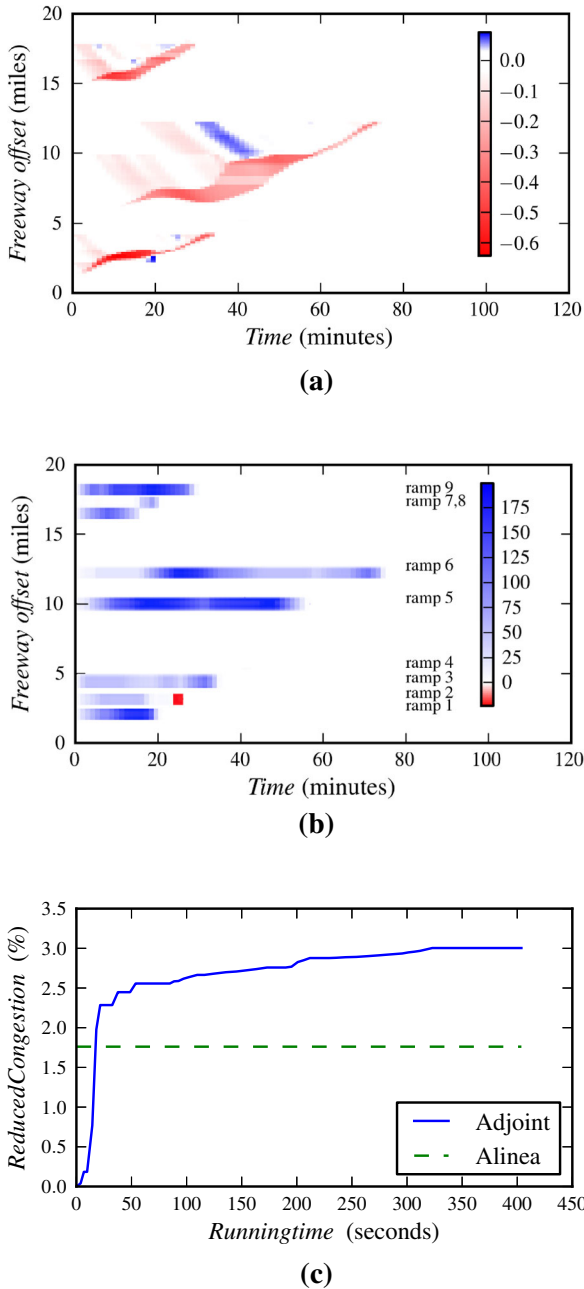 20
15
10
5
0
Freeway offset (miles)
0 20 40 60 80 100 120
Time (minutes)
0.0
−0.1
−0.2
−0.3
−0.4
−0.5
−0.6
(a)
20
15
10
5
0
Freeway offset (miles)
0 20 40 60 80 100 120
Time (minutes)
ramp 9
ramp 7,8
ramp 6
ramp 5
ramp 4
ramp 3
ramp 2
ramp 1
175
150
125
100
75
50
25
0
(b)
3.5
3.0
2.5
2.0
1.5
1.0
0.5
0.0
ReducedCongestion (%)
0 50 100 150 200 250 300 350 400 450
Runningtime (seconds)
Adjoint
Alinea
(c)